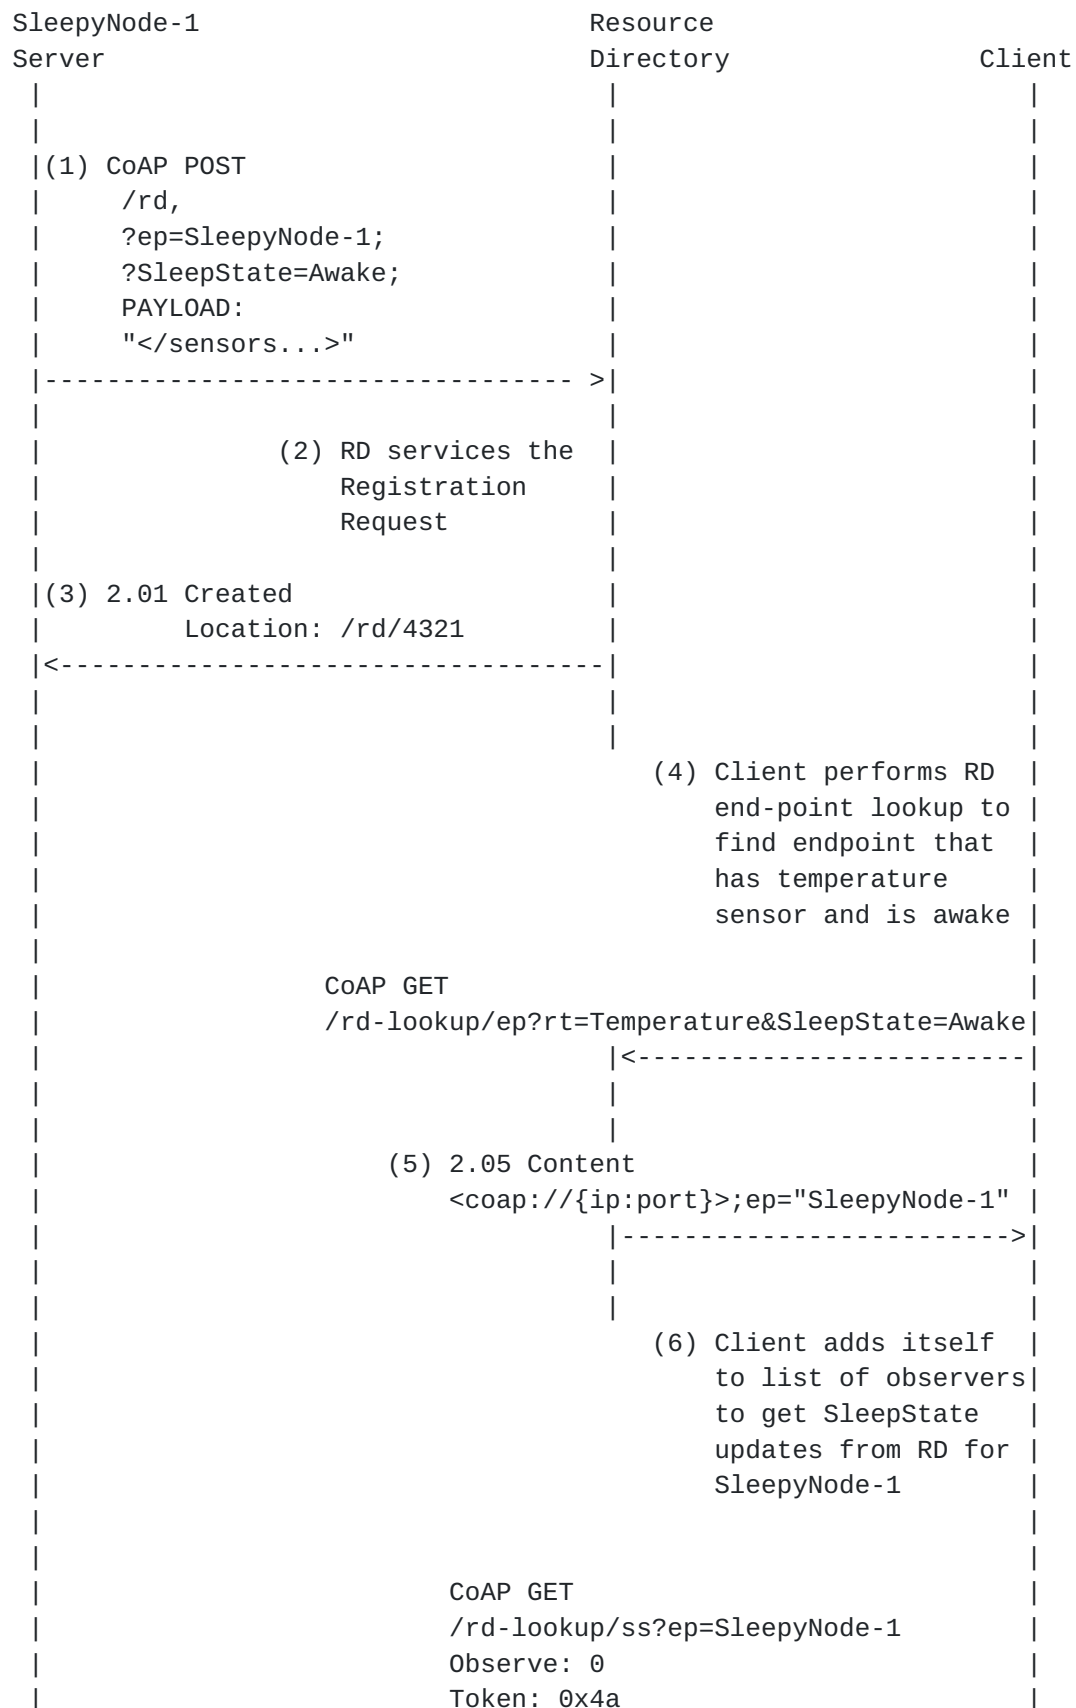 SleepyNode-1                         Resource
Server                               Directory                Client
 |                                    |                          |
 |                                    |                          |
 |(1) CoAP POST                       |                          |
 |     /rd,                           |                          |
 |     ?ep=SleepyNode-1;              |                          |
 |     ?SleepState=Awake;             |                          |
 |     PAYLOAD:                       |                          |
 |     "</sensors...>"                |                          |
 |---------------------------------- >|                          |
 |                                    |                          |
 |               (2) RD services the  |                          |
 |                   Registration     |                          |
 |                   Request          |                          |
 |                                    |                          |
 |(3) 2.01 Created                    |                          |
 |         Location: /rd/4321         |                          |
 |<-----------------------------------|                          |
 |                                    |                          |
 |                                    |                          |
 |                                       (4) Client performs RD  |
 |                                           end-point lookup to |
 |                                           find endpoint that  |
 |                                           has temperature     |
 |                                           sensor and is awake |
 |                                                               |
 |                  CoAP GET                                     |
 |                  /rd-lookup/ep?rt=Temperature&SleepState=Awake|
 |                                    |<-------------------------|
 |                                    |                          |
 |                                    |                          |
 |                      (5) 2.05 Content                         |
 |                          <coap://{ip:port}>;ep="SleepyNode-1" |
 |                                    |------------------------->|
 |                                    |                          |
 |                                    |                          |
 |                                       (6) Client adds itself  |
 |                                           to list of observers|
 |                                           to get SleepState   |
 |                                           updates from RD for |
 |                                           SleepyNode-1        |
 |                                                               |
 |                                                               |
 |                          CoAP GET                             |
 |                          /rd-lookup/ss?ep=SleepyNode-1        |
 |                          Observe: 0                           |
 |                          Token: 0x4a                          |